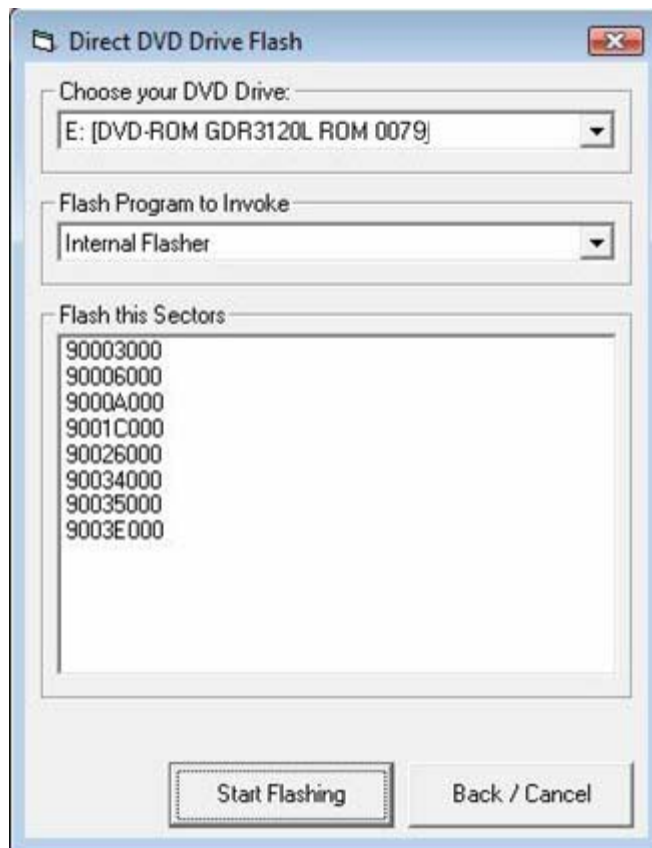 Direct DVD Drive Flash
Choose your DVD Drive:
E: [DVD-ROM GDR3120L ROM 0079]
Flash Program to Invoke
Internal Flasher
Flash this Sectors
90003000
90006000
9000A000
9001C000
90026000
90034000
90035000
9003E000
Start Flashing
Back / Cancel